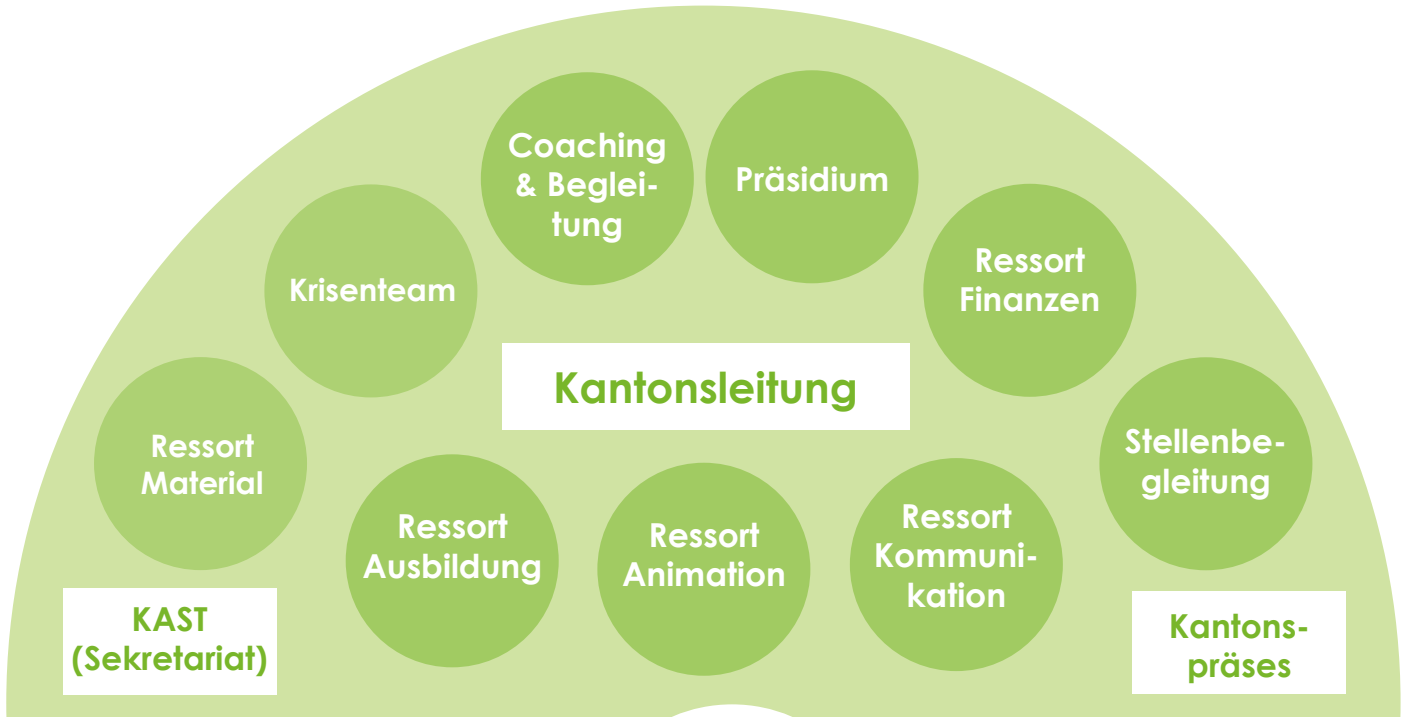 Coaching
& Beglei-
tung
Präsidium
Krisenteam
Ressort
Finanzen
Kantonsleitung
Ressort
Material
Stellenbe-
gleitung
Ressort
Ausbildung
Ressort
Animation
Ressort
Kommuni-
kation
KAST
(Sekretariat)
Kantons-
präses